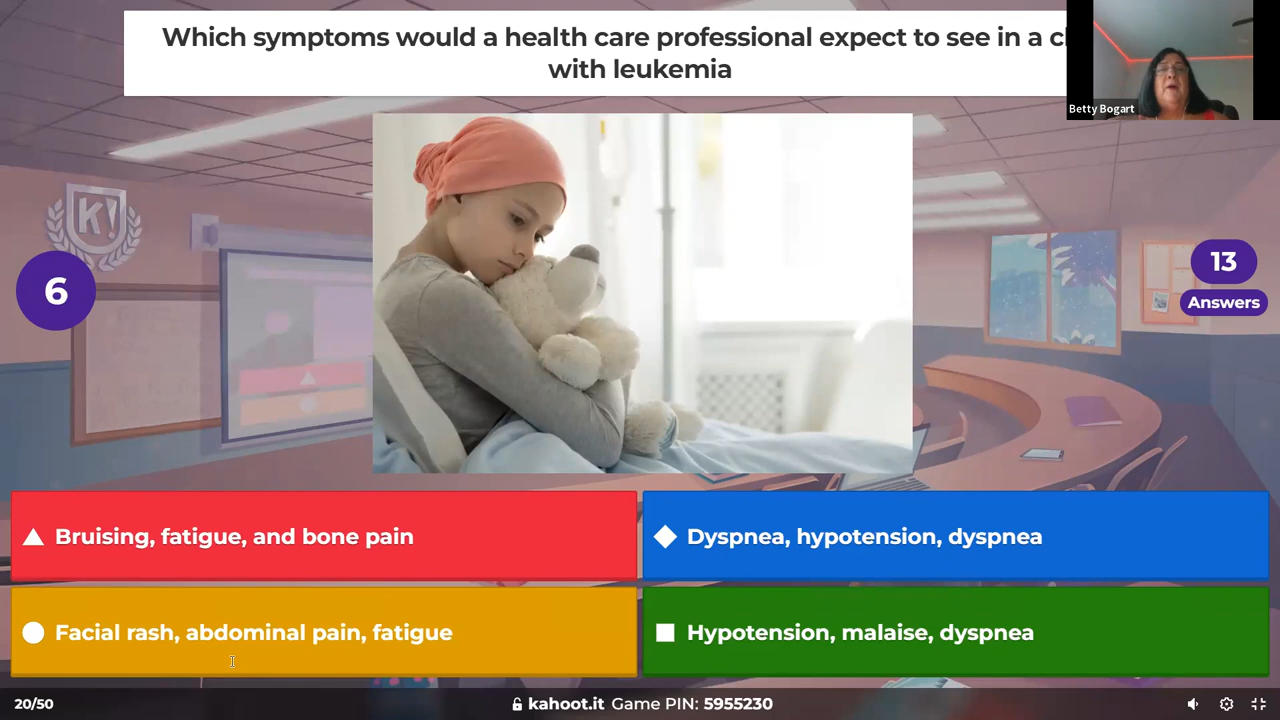 Which symptoms would a health care professional expect to see in a
with leukemia
Betty Bogart
K!
6
13
Answers
Bruising, fatigue, and bone pain
Dyspnea, hypotension, dyspnea
Facial rash, abdominal pain, fatigue
Hypotension, malaise, dyspnea
20/50
kahoot.it Game PIN: 5955230